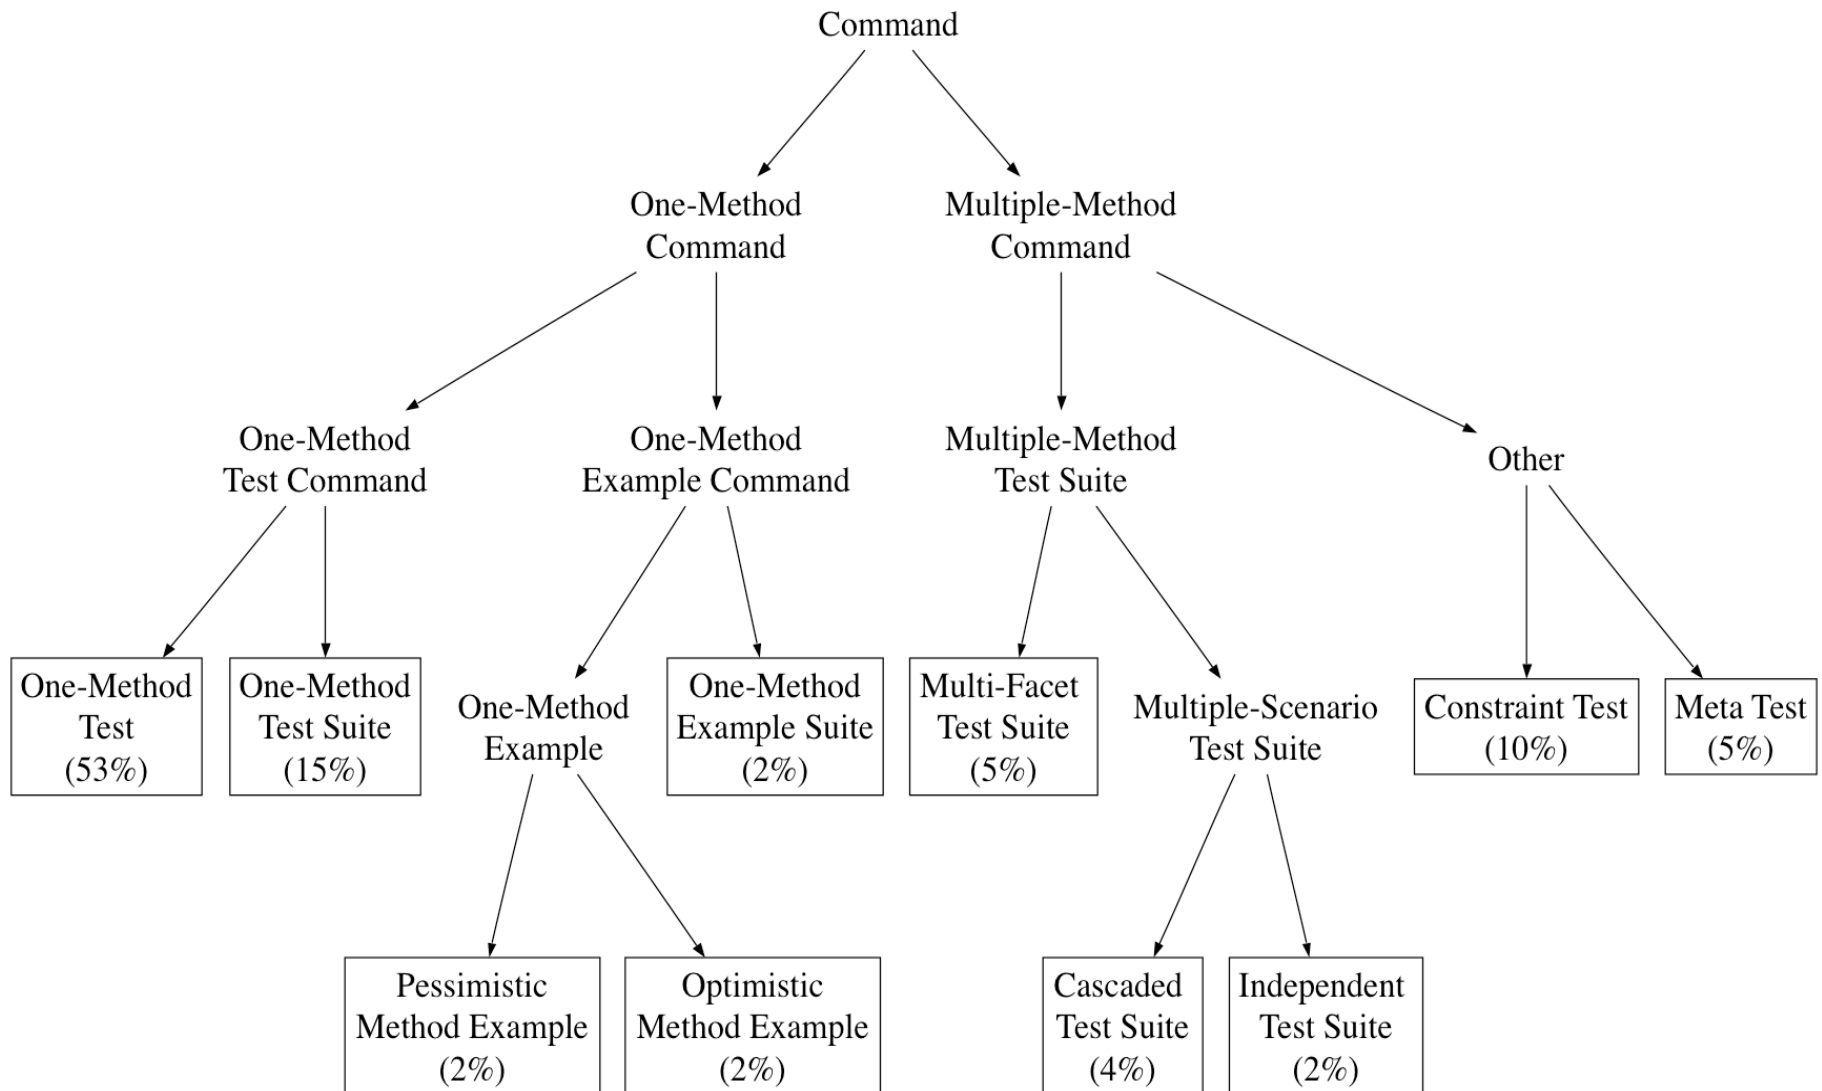 Command
One-Method
Command
Multiple-Method
Command
One-Method
Test Command
One-Method
Example Command
Multiple-Method
Test Suite
Other
One-Method
Test
(53%)
One-Method
Test Suite
(15%)
One-Method
Example
One-Method
Example Suite
(2%)
Multi-Facet
Test Suite
(5%)
Multiple-Scenario
Test Suite
Constraint Test
(10%)
Meta Test
(5%)
Pessimistic
Method Example
(2%)
Optimistic
Method Example
(2%)
Cascaded
Test Suite
(4%)
Independent
Test Suite
(2%)